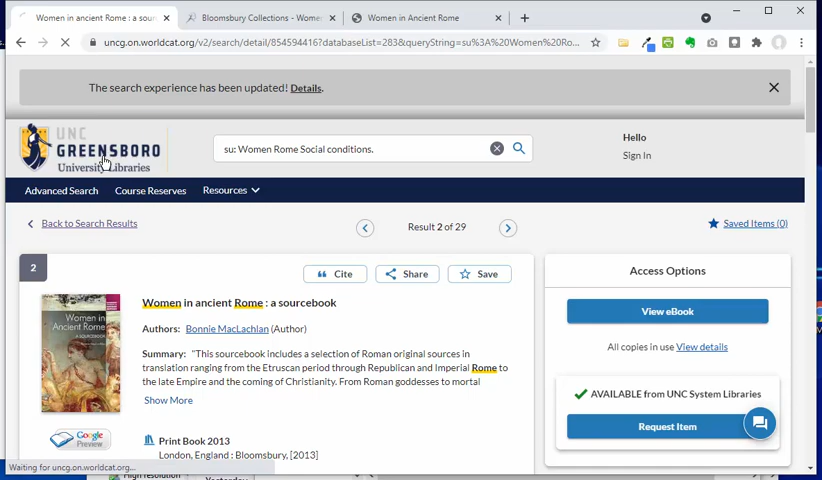 Women in ancient Rome : a sour
Bloomsbury Collections - Women
Women in Ancient Rome
uncg.on.worldcat.org/v2/search/detail/854594416?databaseList=283&queryString=su%3A%20Women%20Ro...
The search experience has been updated! Details.
UNC
GREENSBORO
University Libraries
su: Women Rome Social conditions.
Hello
Sign In
Advanced Search
Course Reserves
Resources
Back to Search Results
Result 2 of 29
Saved Items (0)
2
Cite
Share
Save
Access Options
Women in ancient Rome : a sourcebook
View eBook
Authors: Bonnie MacLachlan (Author)
All copies in use View details
Summary: "This sourcebook includes a selection of Roman original sources in
translation ranging from the Etruscan period through Republican and Imperial Rome to
the late Empire and the coming of Christianity. From Roman goddesses to mortal
Show More
AVAILABLE from UNC System Libraries
Request Item
Women in
Ancient Rome
A SOURCEBOOK
Google
Preview
Print Book 2013
London, England : Bloomsbury, [2013]
Waiting for uncg.on.worldcat.org...
High resolution
Yesterday